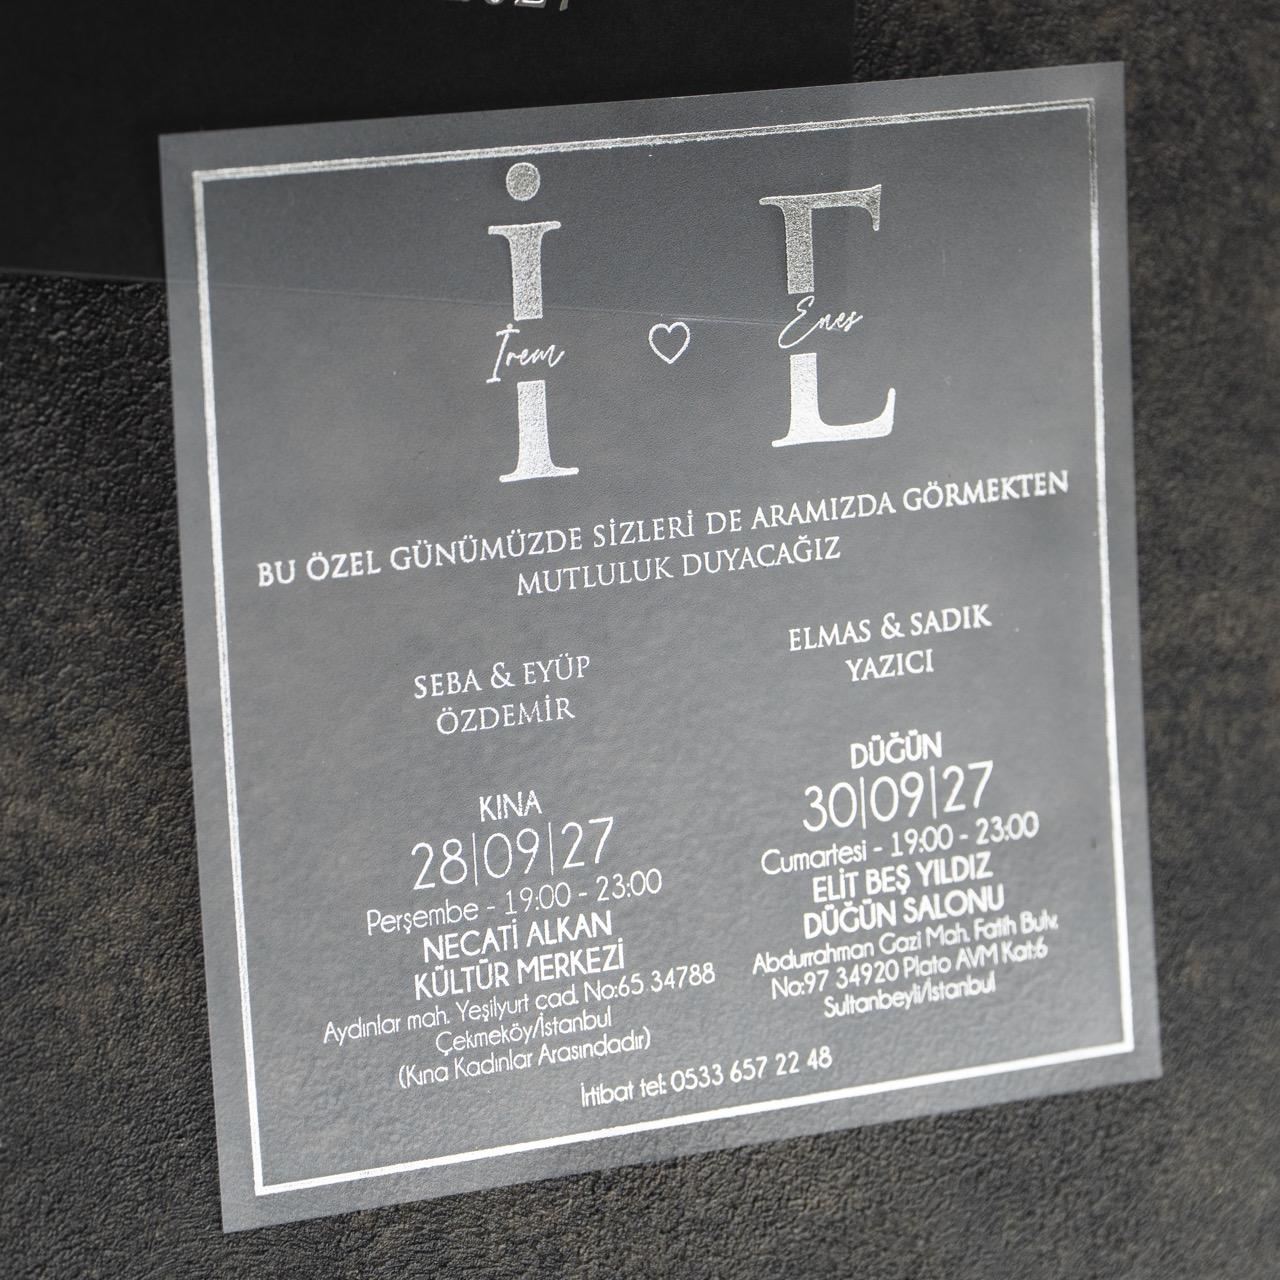 İ E
İrem Enes
BU ÖZEL GÜNÜMÜZDE SİZLERİ DE ARAMIZDA GÖRMEKTEN
MUTLULUK DUYACAĞIZ
SEBA & EYÜP
ÖZDEMİR
KINA
28|09|27
Perşembe - 19:00 - 23:00
NECATİ ALKAN
KÜLTÜR MERKEZİ
Aydınlar mah. Yeşilyurt cad. No:65 34788
Çekmeköy/İstanbul
(Kına Kadınlar Arasındadır)
ELMAS & SADIK
YAZICI
DÜĞÜN
30|09|27
Cumartesi - 19:00 - 23:00
ELİT BEŞ YILDIZ
DÜĞÜN SALONU
Abdurrahman Gazi Mah. Fatih Bulv.
No:97 34920 Plato AVM Kat:6
Sultanbeyli/İstanbul
İrtibat tel: 0533 657 22 48